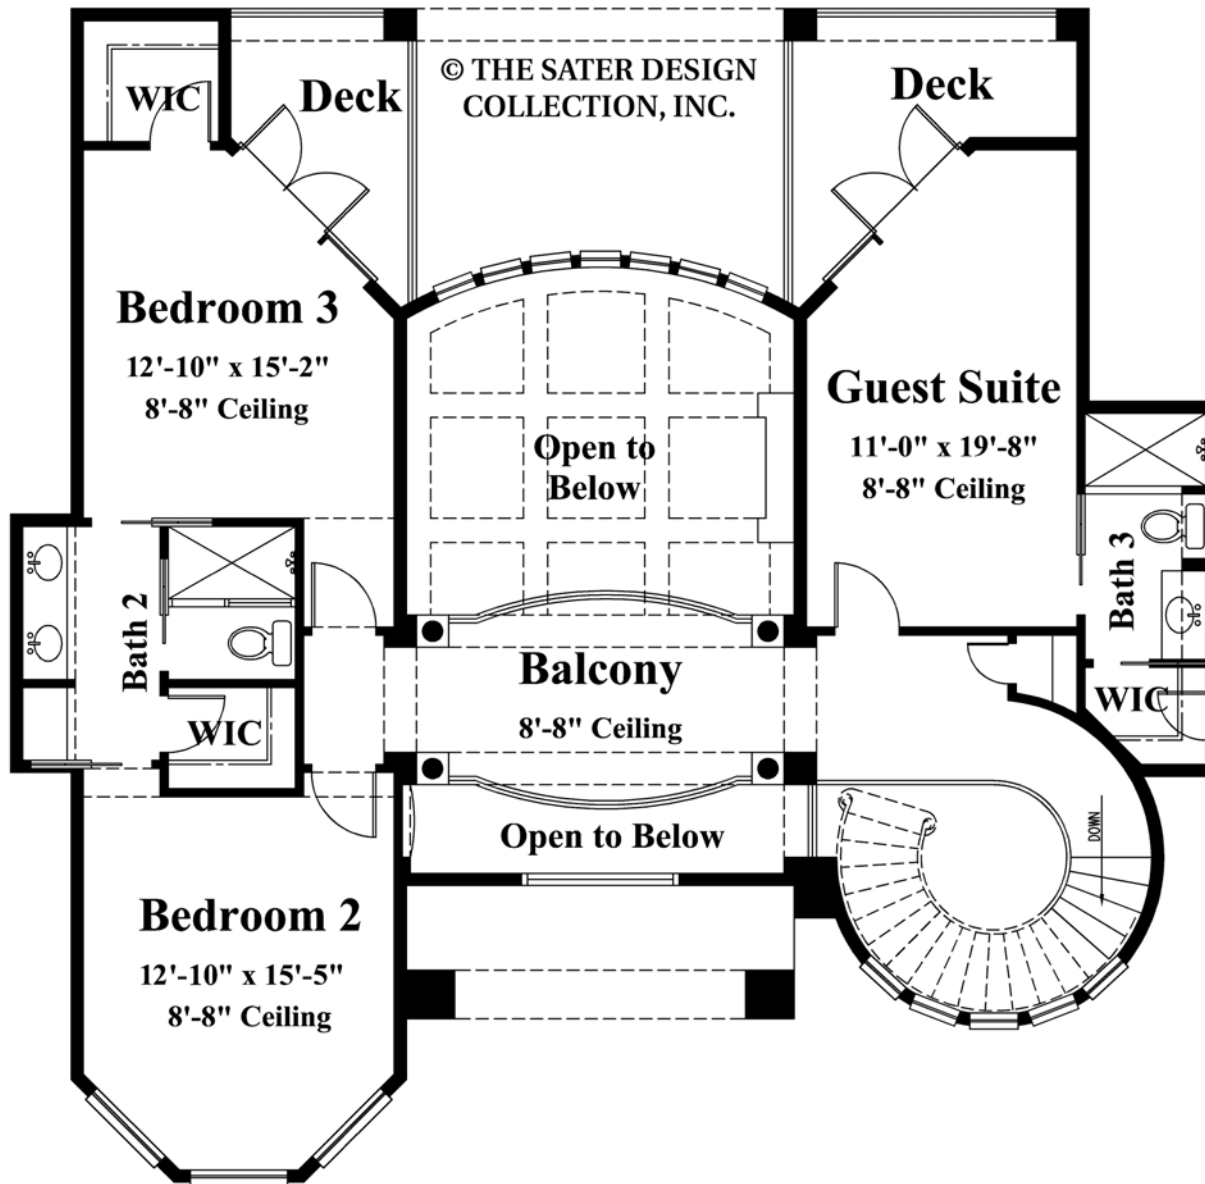 © THE SATER DESIGN
COLLECTION, INC.
WIC
Deck
Deck
Bedroom 3
12'-10" x 15'-2"
8'-8" Ceiling
Open to
Below
Guest Suite
11'-0" x 19'-8"
8'-8" Ceiling
Bath 2
WIC
Balcony
8'-8" Ceiling
Bath 3
WIC
Open to Below
DOWN
Bedroom 2
12'-10" x 15'-5"
8'-8" Ceiling